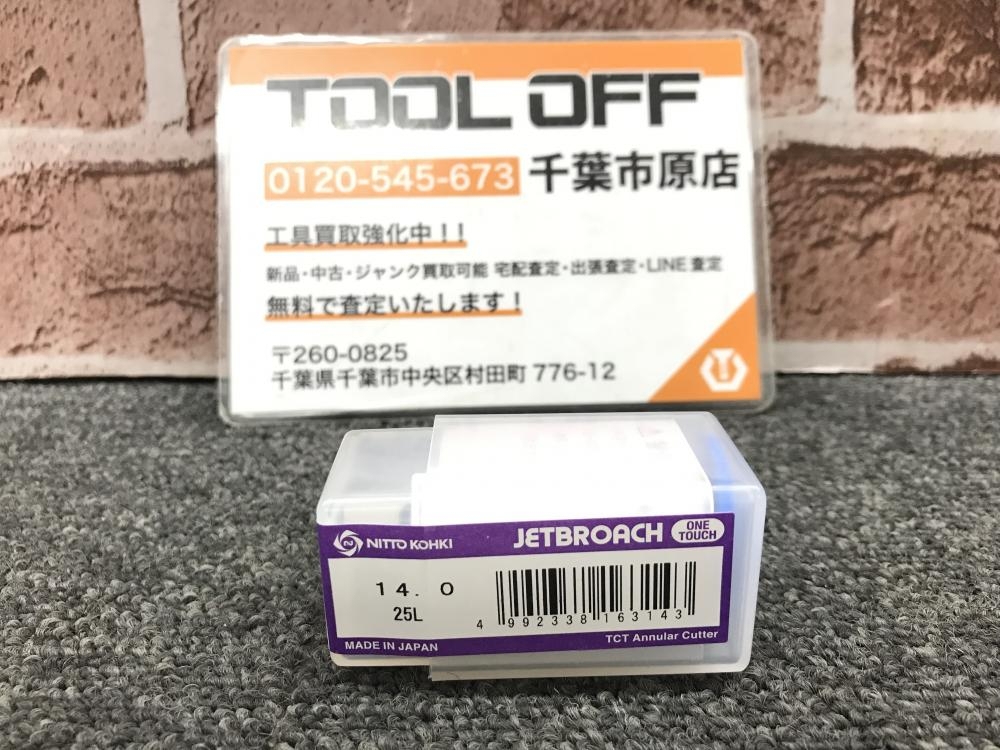 TOOL OFF
0120-545-673 千葉市原店
工具買取強化中！！
新品・中古・ジャンク買取可能 宅配査定・出張査定・LINE査定
無料で査定いたします！
〒260-0825
千葉県千葉市中央区村田町 776-12
NITTO KOHKI
JETBROACH ONE TOUCH
14.0
25L
4 992338 163143
MADE IN JAPAN
TCT Annular Cutter